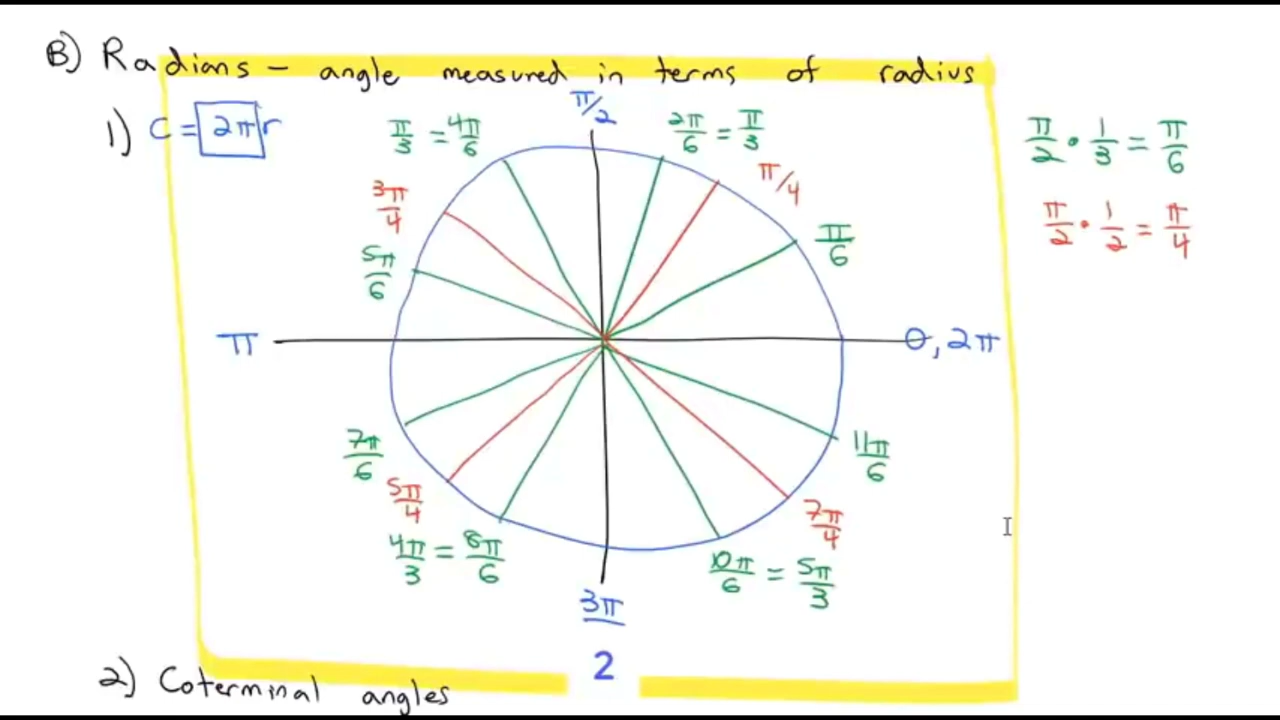 B) Radians – angle measured in terms of radius
1) C = 2πr
π/2
π/3 = 4π/6
2π/6 = π/3
π/2 · 1/3 = π/6
3π/4
π/4
π/2 · 1/2 = π/4
5π/6
π/6
π
0, 2π
7π/6
11π/6
5π/4
7π/4
4π/3 = 8π/6
10π/6 = 5π/3
3π
2
2) Coterminal angles